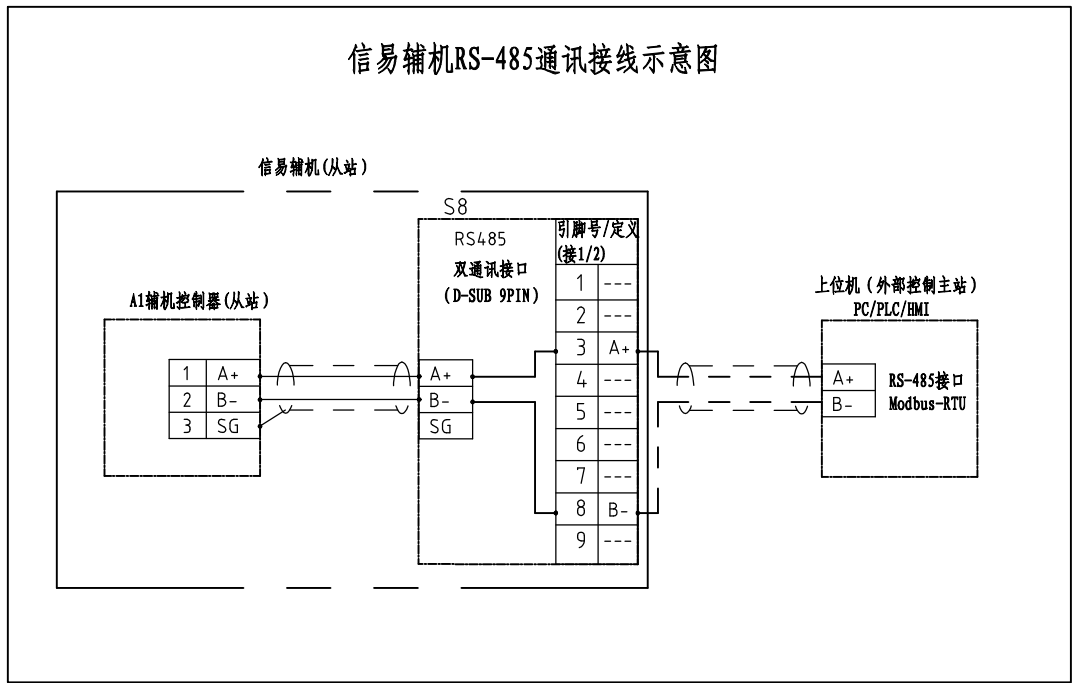 信易辅机RS-485通讯接线示意图
信易辅机(从站)
S8
RS485
双通讯接口
(D-SUB 9PIN)
引脚号/定义
(接1/2)
1 ---
2 ---
3 A+
4 ---
5 ---
6 ---
7 ---
8 B-
9 ---
A1辅机控制器(从站)
1 A+
2 B-
3 SG
A+
B-
SG
上位机(外部控制主站)
PC/PLC/HMI
A+
B-
RS-485接口
Modbus-RTU